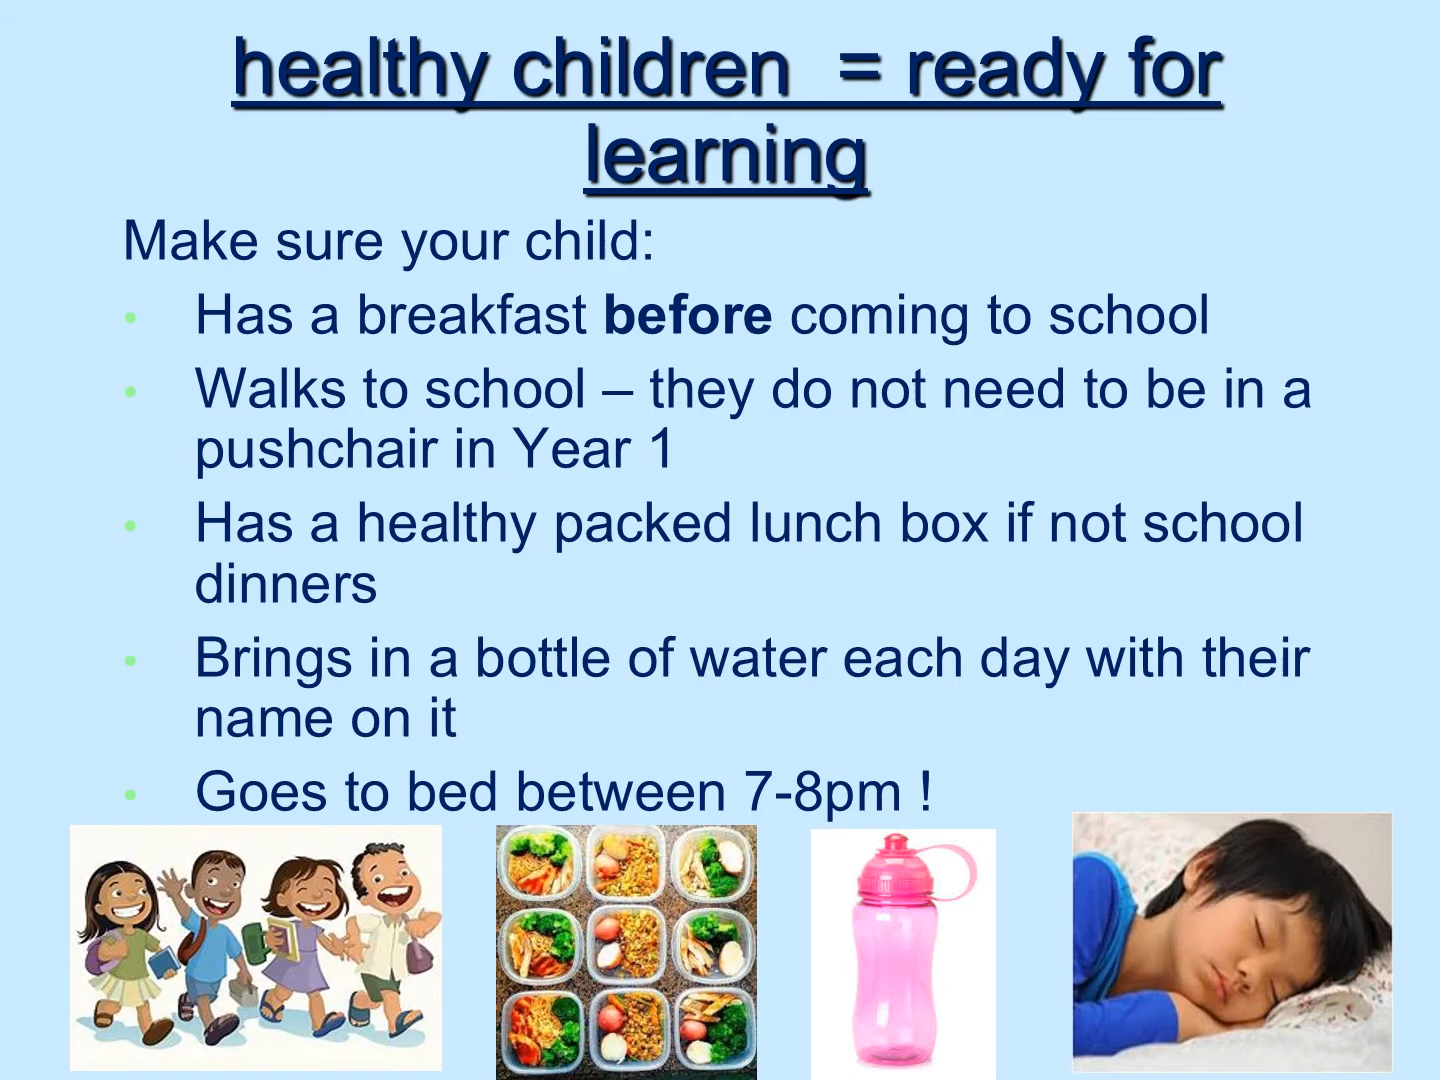 healthy children  = ready for
learning
Make sure your child:
• Has a breakfast before coming to school
• Walks to school – they do not need to be in a
pushchair in Year 1
• Has a healthy packed lunch box if not school
dinners
• Brings in a bottle of water each day with their
name on it
• Goes to bed between 7-8pm !